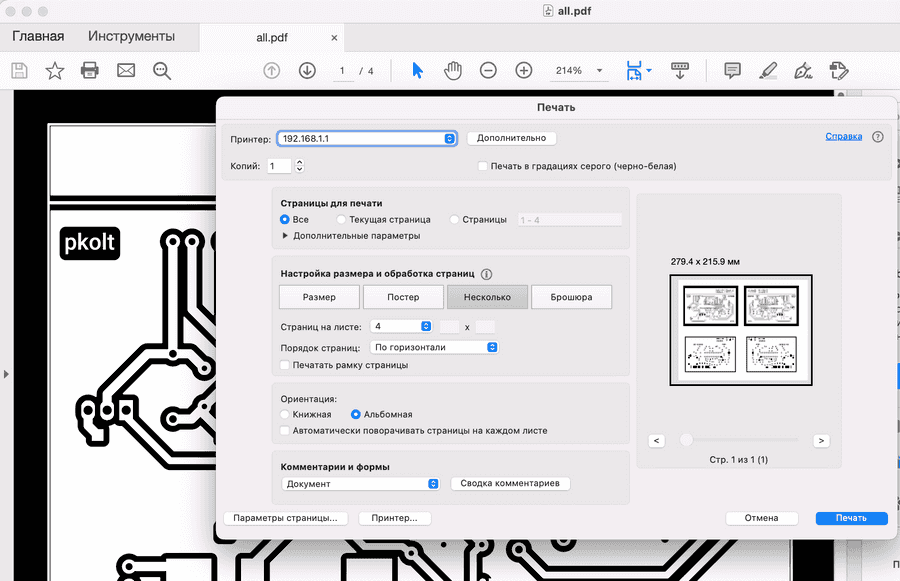 all.pdf
Главная Инструменты all.pdf ×
1 / 4 214%
Печать
Принтер: 192.168.1.1 Дополнительно Справка ?
Копий: 1 Печать в градациях серого (черно-белая)
Страницы для печати
Все Текущая страница Страницы 1 - 4
Дополнительные параметры
279.4 x 215.9 мм
pkolt
Настройка размера и обработка страниц i
Размер Постер Несколько Брошюра
Страниц на листе: 4 x
Порядок страниц: По горизонтали
Печатать рамку страницы
Ориентация:
Книжная Альбомная
Автоматически поворачивать страницы на каждом листе
< >
Стр. 1 из 1 (1)
Комментарии и формы
Документ Сводка комментариев
Параметры страницы... Принтер... Отмена Печать